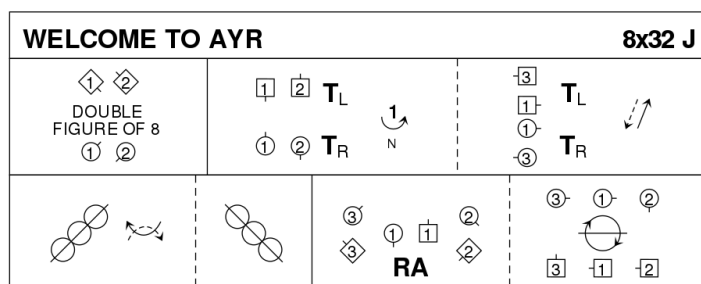 WELCOME TO AYR 8x32 J
1 2
DOUBLE
FIGURE OF 8
1 2
1 2 TL
1
N
1 2 TR
3
1 TL
1
3 TR
3 2
1 1
3 2
RA
3 1 2
3 1 2